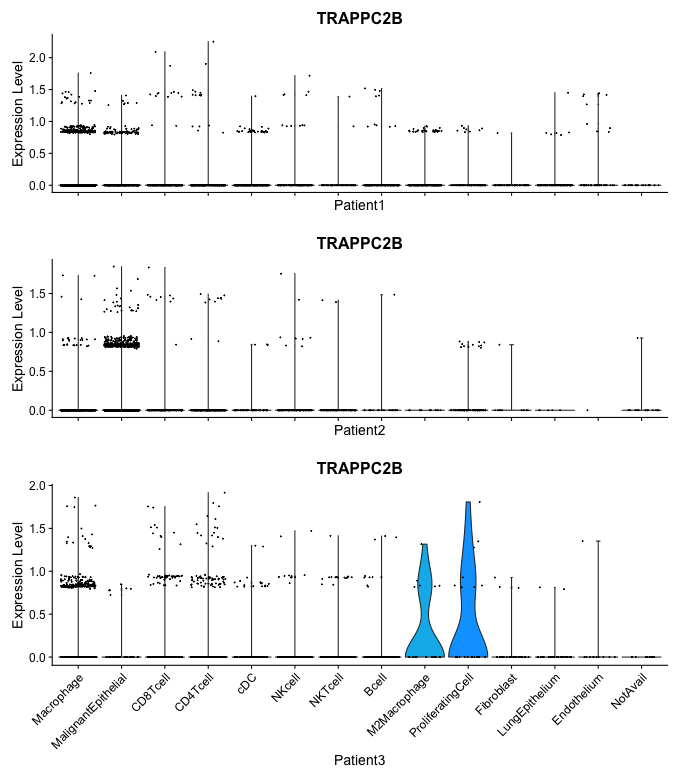 TRAPPC2B
Expression Level
2.0
1.5
1.0
0.5
0.0
Patient1
TRAPPC2B
Expression Level
1.5
1.0
0.5
0.0
Patient2
TRAPPC2B
Expression Level
2.0
1.5
1.0
0.5
0.0
Macrophage
MalignantEpithelial
CD8Tcell
CD4Tcell
cDC
NKcell
NKTcell
Bcell
M2Macrophage
ProliferatingCell
Fibroblast
LungEpithelium
Endothelium
NotAvail
Patient3